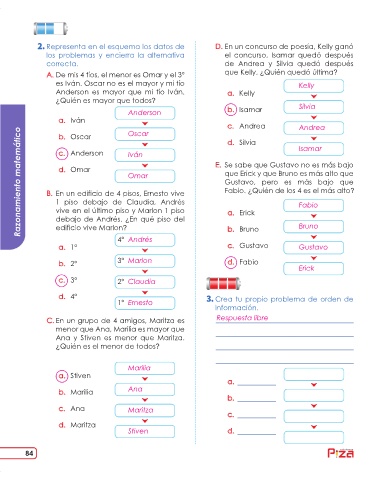 2. Representa en el esquema los datos de
los problemas y encierra la alternativa
correcta.
A. De mis 4 tíos, el menor es Omar y el 3°
es Iván, Oscar no es el mayor y mi tío
Anderson es mayor que mi tío Iván.
¿Quién es mayor que todos?
Anderson
a. Iván
Oscar
b. Oscar
c. Anderson
Iván
d. Omar
Omar
B. En un edificio de 4 pisos, Ernesto vive
1 piso debajo de Claudia, Andrés
vive en el último piso y Marlon 1 piso
debajo de Andrés. ¿En qué piso del
edificio vive Marlon?
4° Andrés
a. 1°
3° Marlon
b. 2°
c. 3°
2° Claudia
d. 4°
1° Ernesto
C. En un grupo de 4 amigos, Maritza es
menor que Ana, Marilia es mayor que
Ana y Stiven es menor que Maritza.
¿Quién es el menor de todos?
Marilia
a. Stiven
Ana
b. Marilia
c. Ana
Maritza
d. Maritza
Stiven
D. En un concurso de poesía, Kelly ganó
el concurso, Isamar quedó después
de Andrea y Silvia quedó después
que Kelly. ¿Quién quedó última?
Kelly
a. Kelly
Silvia
b. Isamar
c. Andrea
Andrea
d. Silvia
Isamar
E. Se sabe que Gustavo no es más bajo
que Erick y que Bruno es más alto que
Gustavo, pero es más bajo que
Fabio. ¿Quién de los 4 es el más alto?
Fabio
a. Erick
Bruno
b. Bruno
c. Gustavo
Gustavo
d. Fabio
Erick
3. Crea tu propio problema de orden de
información.
Respuesta libre
a.
b.
c.
d.
Razonamiento matemático
84
Piza